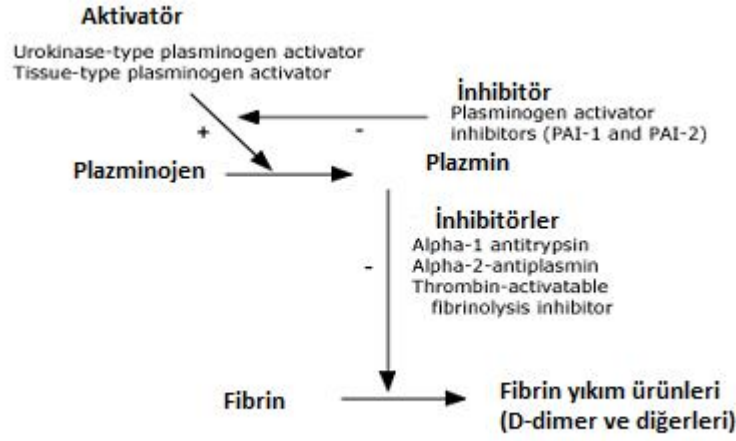 Aktivatör
Urokinase-type plasminogen activator
Tissue-type plasminogen activator
İnhibitör
Plasminogen activator
inhibitors (PAI-1 and PAI-2)
+
-
Plazminojen
Plazmin
İnhibitörler
Alpha-1 antitrypsin
Alpha-2-antiplasmin
Thrombin-activatable
fibrinolysis inhibitor
-
Fibrin
Fibrin yıkım ürünleri
(D-dimer ve diğerleri)